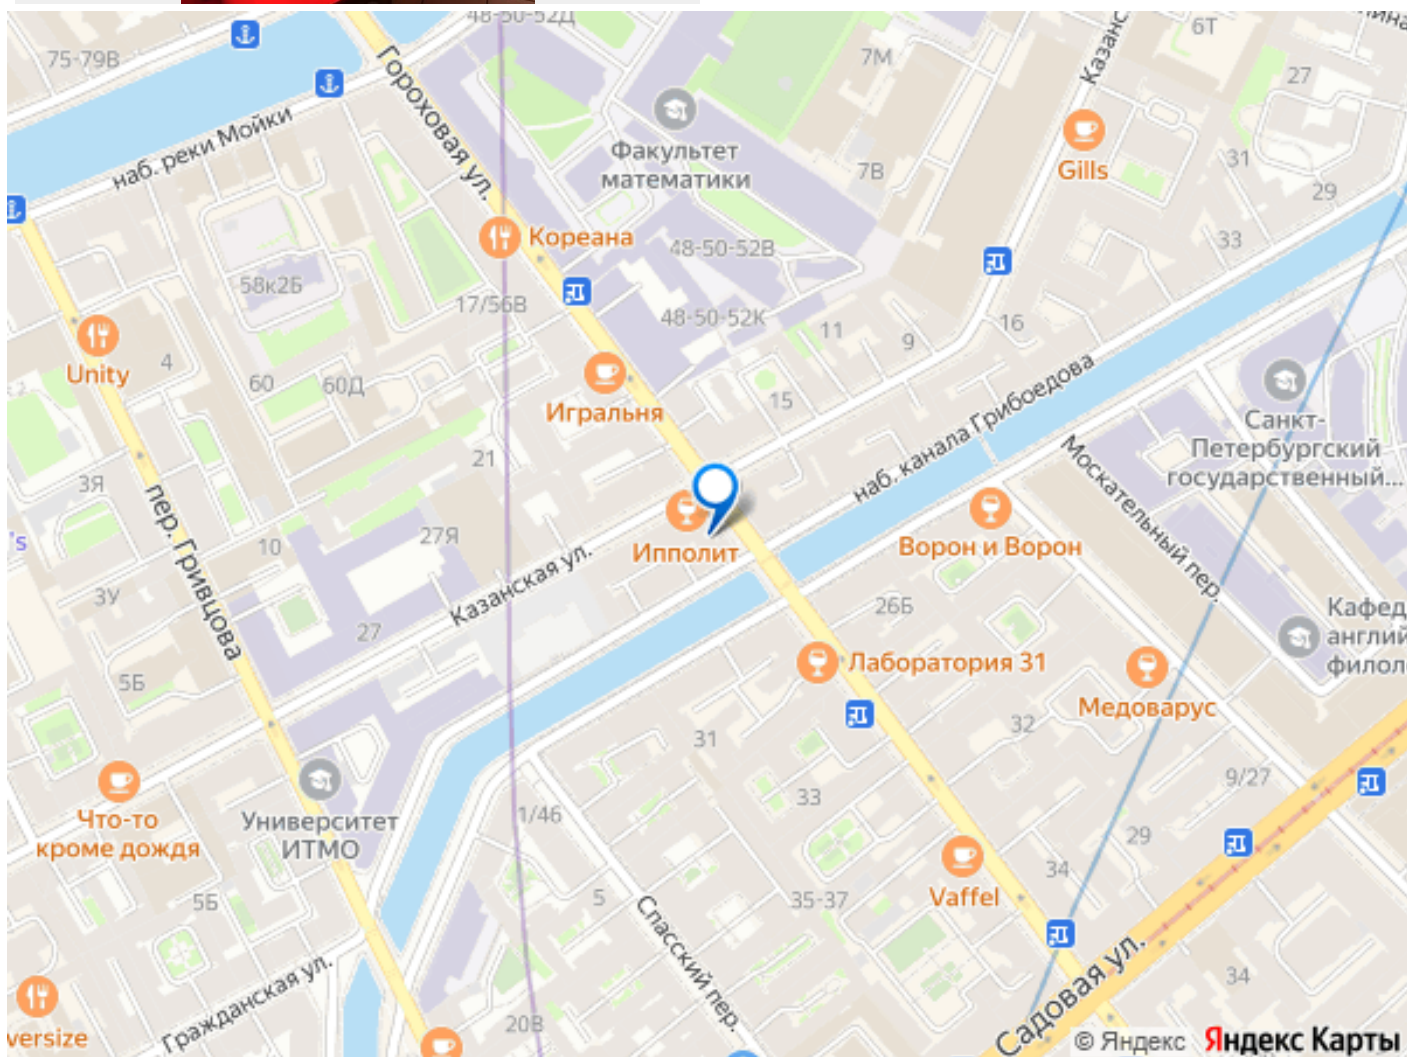 48-50-52Д
75-79В
Гороховая ул.
7М
Казанс
6Т
27
наб. реки Мойки
Факультет
математики
7В
Gills
31
29
Кореана
48-50-52В
33
58к2Б
17/56В
48-50-52К
11
9
16
Unity
4
60
60Д
Игральня
15
наб. канала Грибоедова
Санкт-
Петербургский
государственный...
21
Москательный пер.
3Я
пер. Гривцова
's
10
27Я
Ипполит
Ворон и Ворон
3У
Казанская ул.
27
26Б
Кафед
англий
филол
5Б
Лаборатория 31
Медоварус
31
32
9/27
Что-то
кроме дождя
Университет
ИТМО
1/46
33
29
34
Vaffel
5Б
5
35-37
Спасский пер.
Гражданская ул.
20В
34
Садовая ул.
versize
© Яндекс Яндекс Карты